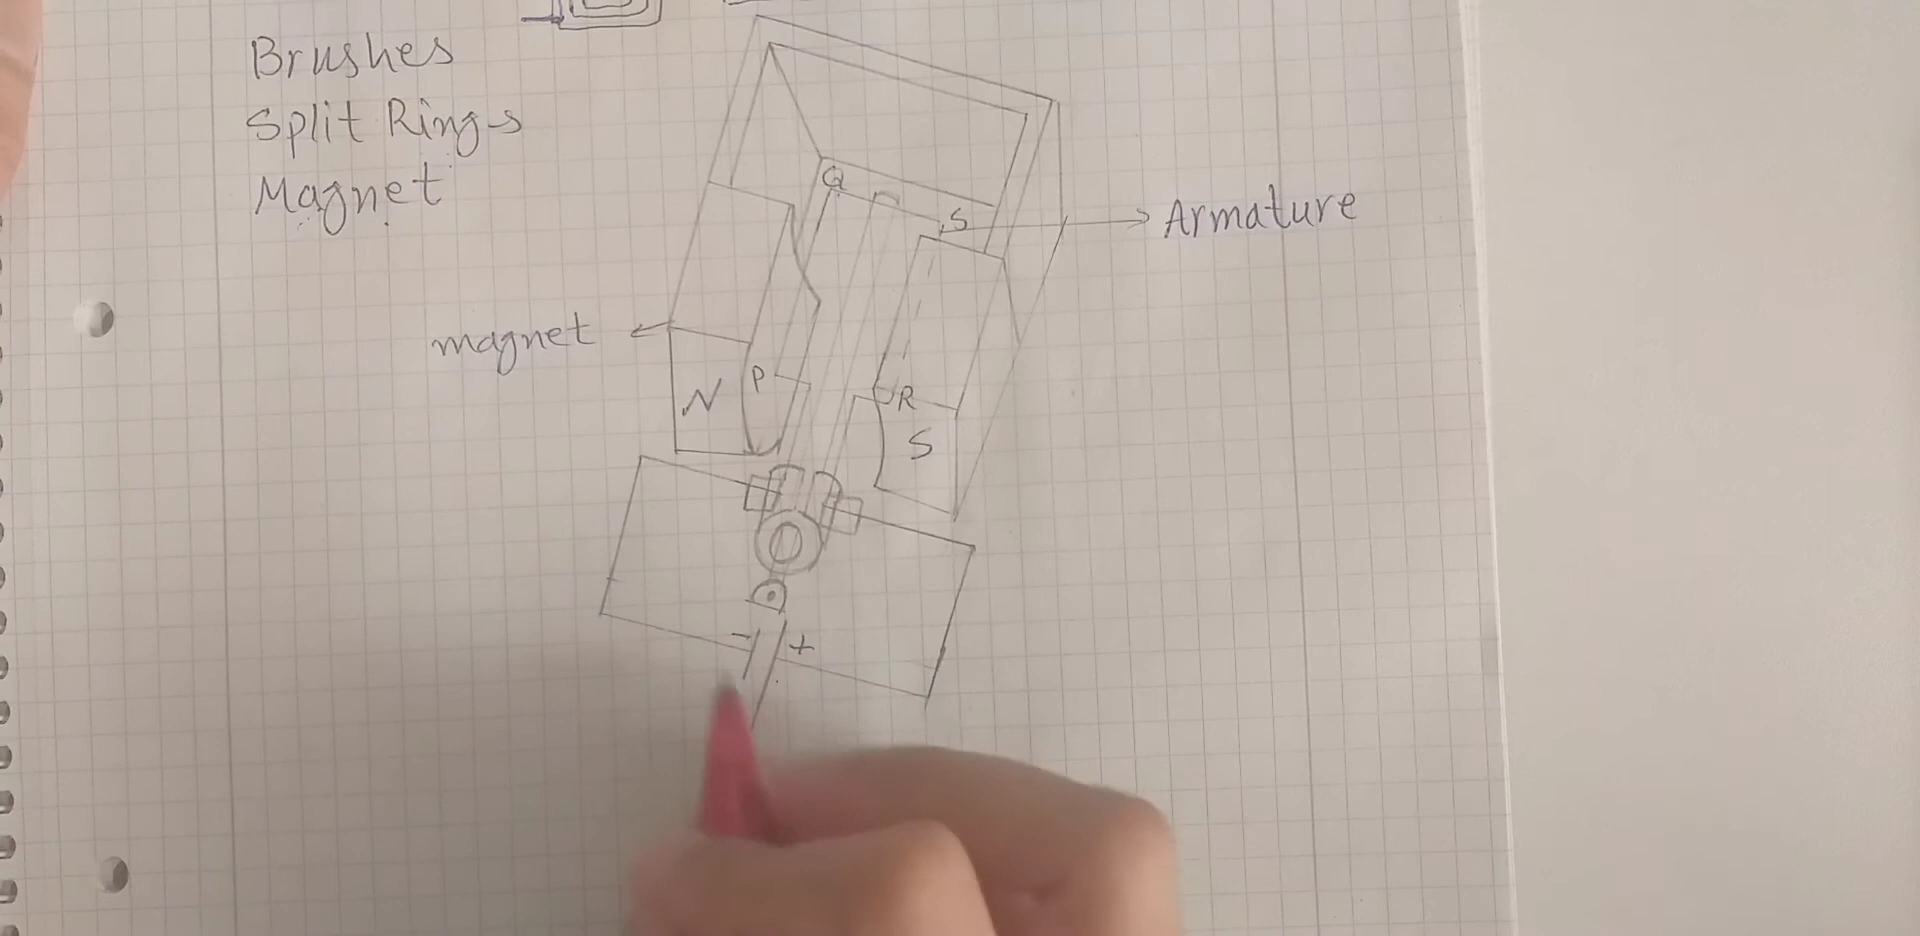 Brushes
Split Rings
Magnet
Q
S
Armature
magnet
P
N
R
S
- +